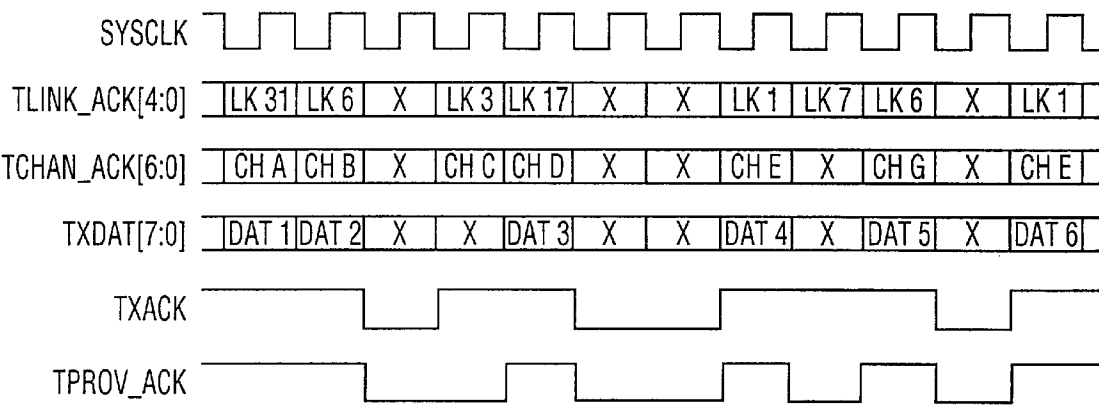 SYSCLK
TLINK_ACK[4:0] LK 31 LK 6 X LK 3 LK 17 X X LK 1 LK 7 LK 6 X LK 1
TCHAN_ACK[6:0] CH A CH B X CH C CH D X X CH E X CH G X CH E
TXDAT[7:0] DAT 1 DAT 2 X X DAT 3 X X DAT 4 X DAT 5 X DAT 6
TXACK
TPROV_ACK